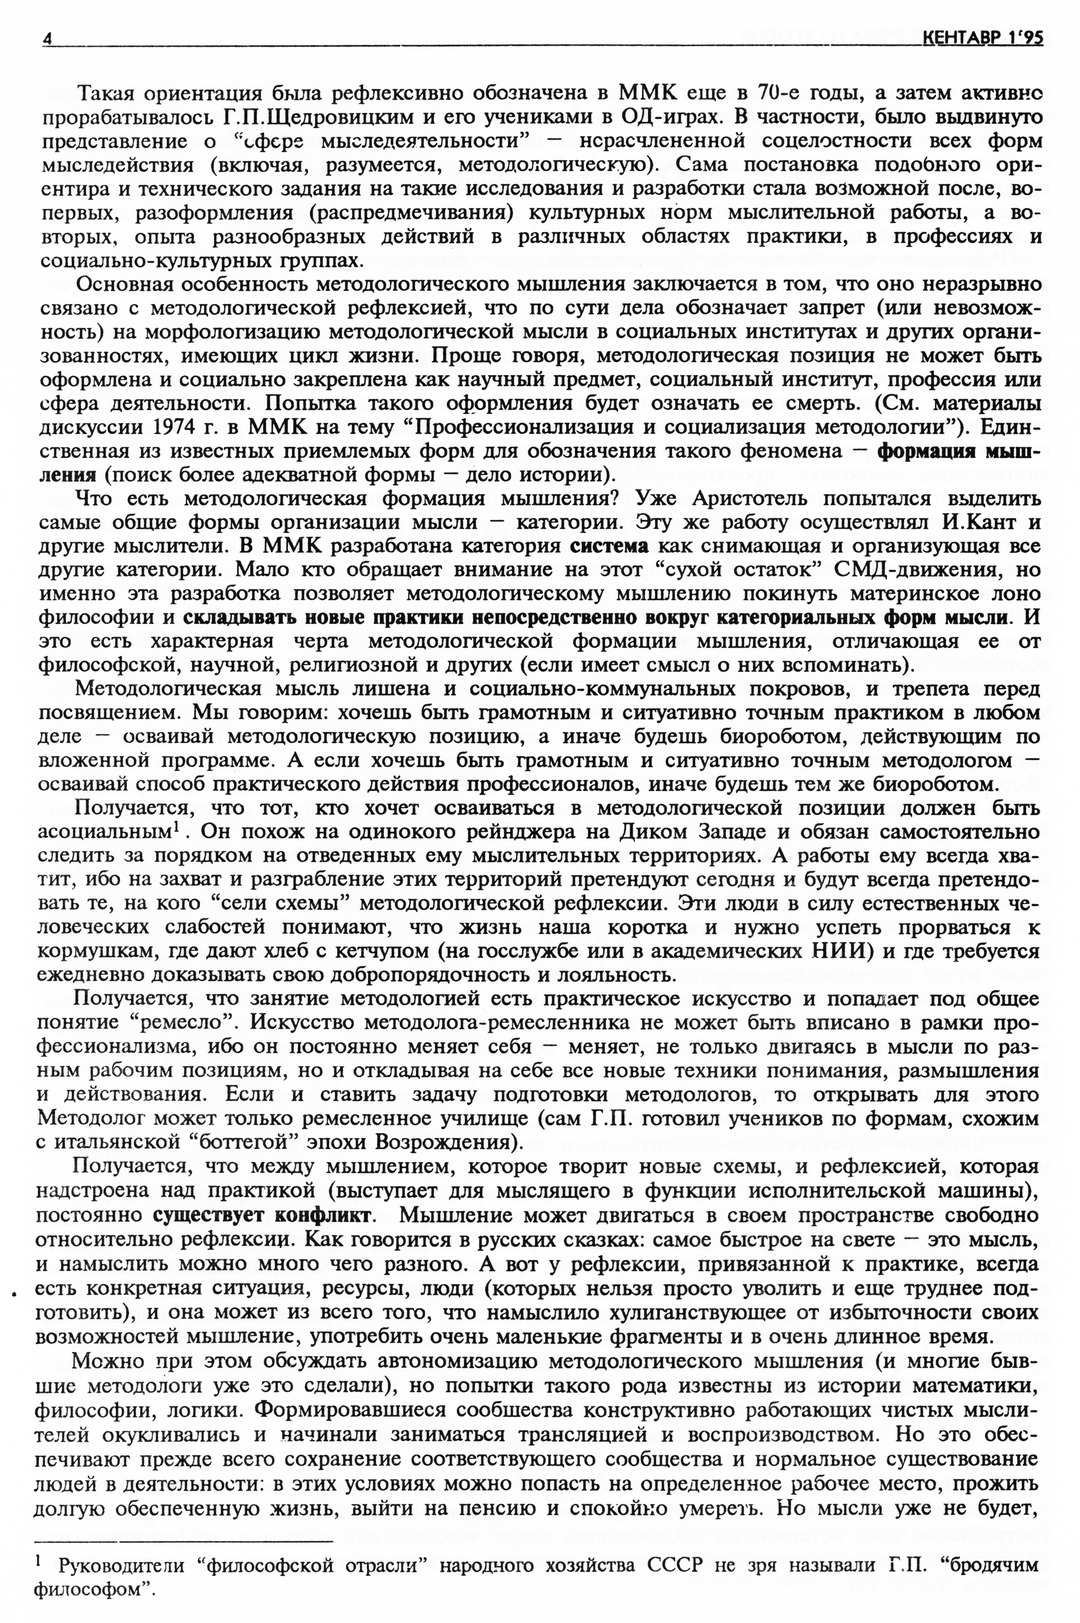 4 КЕНТАВР 1'95
Такая ориентация была рефлексивно обозначена в ММК еще в 70-е годы, а затем активно
прорабатывалось Г.П.Щедровицким и его учениками в ОД-играх. В частности, было выдвинуто
представление о “сфере мыследеятельности” — нерасчлененной соцелостности всех форм
мыследействия (включая, разумеется, методологическую). Сама постановка подобного ори-
ентира и технического задания на такие исследования и разработки стала возможной после, во-
первых, разоформления (распредмечивания) культурных норм мыслительной работы, а во-
вторых, опыта разнообразных действий в различных областях практики, в профессиях и
социально-культурных группах.
Основная особенность методологического мышления заключается в том, что оно неразрывно
связано с методологической рефлексией, что по сути дела обозначает запрет (или невозмож-
ность) на морфологизацию методологической мысли в социальных институтах и других органи-
зованностях, имеющих цикл жизни. Проще говоря, методологическая позиция не может быть
оформлена и социально закреплена как научный предмет, социальный институт, профессия или
сфера деятельности. Попытка такого оформления будет означать ее смерть. (См. материалы
дискуссии 1974 г. в ММК на тему “Профессионализация и социализация методологии”). Един-
ственная из известных приемлемых форм для обозначения такого феномена — формация мыш-
ления (поиск более адекватной формы — дело истории).
Что есть методологическая формация мышления? Уже Аристотель попытался выделить
самые общие формы организации мысли — категории. Эту же работу осуществлял И.Кант и
другие мыслители. В ММК разработана категория система как снимающая и организующая все
другие категории. Мало кто обращает внимание на этот “сухой остаток” СМД-движения, но
именно эта разработка позволяет методологическому мышлению покинуть материнское лоно
философии и складывать новые практики непосредственно вокруг категориальных форм мысли. И
это есть характерная черта методологической формации мышления, отличающая ее от
философской, научной, религиозной и других (если имеет смысл о них вспоминать).
Методологическая мысль лишена и социально-коммунальных покровов, и трепета перед
посвящением. Мы говорим: хочешь быть грамотным и ситуативно точным практиком в любом
деле — осваивай методологическую позицию, а иначе будешь биороботом, действующим по
вложенной программе. А если хочешь быть грамотным и ситуативно точным методологом —
осваивай способ практического действия профессионалов, иначе будешь тем же биороботом.
Получается, что тот, кто хочет осваиваться в методологической позиции должен быть
асоциальным¹. Он похож на одинокого рейнджера на Диком Западе и обязан самостоятельно
следить за порядком на отведенных ему мыслительных территориях. А работы ему всегда хва-
тит, ибо на захват и разграбление этих территорий претендуют сегодня и будут всегда претендо-
вать те, на кого “сели схемы” методологической рефлексии. Эти люди в силу естественных че-
ловеческих слабостей понимают, что жизнь наша коротка и нужно успеть прорваться к
кормушкам, где дают хлеб с кетчупом (на госслужбе или в академических НИИ) и где требуется
ежедневно доказывать свою добропорядочность и лояльность.
Получается, что занятие методологией есть практическое искусство и попадает под общее
понятие “ремесло”. Искусство методолога-ремесленника не может быть вписано в рамки про-
фессионализма, ибо он постоянно меняет себя — меняет, не только двигаясь в мысли по раз-
ным рабочим позициям, но и откладывая на себе все новые техники понимания, размышления
и действования. Если и ставить задачу подготовки методологов, то открывать для этого
Методолог может только ремесленное училище (сам Г.П. готовил учеников по формам, схожим
с итальянской “боттегой” эпохи Возрождения).
Получается, что между мышлением, которое творит новые схемы, и рефлексией, которая
надстроена над практикой (выступает для мыслящего в функции исполнительской машины),
постоянно существует конфликт. Мышление может двигаться в своем пространстве свободно
относительно рефлексии. Как говорится в русских сказках: самое быстрое на свете — это мысль,
и намыслить можно много чего разного. А вот у рефлексии, привязанной к практике, всегда
есть конкретная ситуация, ресурсы, люди (которых нельзя просто уволить и еще труднее под-
готовить), и она может из всего того, что намыслило хулиганствующее от избыточности своих
возможностей мышление, употребить очень маленькие фрагменты и в очень длинное время.
Можно при этом обсуждать автономизацию методологического мышления (и многие быв-
шие методологи уже это сделали), но попытки такого рода известны из истории математики,
философии, логики. Формировавшиеся сообшества конструктивно работающих чистых мысли-
телей окукливались и начинали заниматься трансляцией и воспроизводством. Но это обес-
печивают прежде всего сохранение соответствующего сообщества и нормальное существование
людей в деятельности: в этих условиях можно попасть на определенное рабочее место, прожить
долгую обеспеченную жизнь, выйти на пенсию и спокойно умереть. Но мысли уже не будет,
¹ Руководители “философской отрасли” народного хозяйства СССР не зря называли Г.П. “бродячим
философом”.